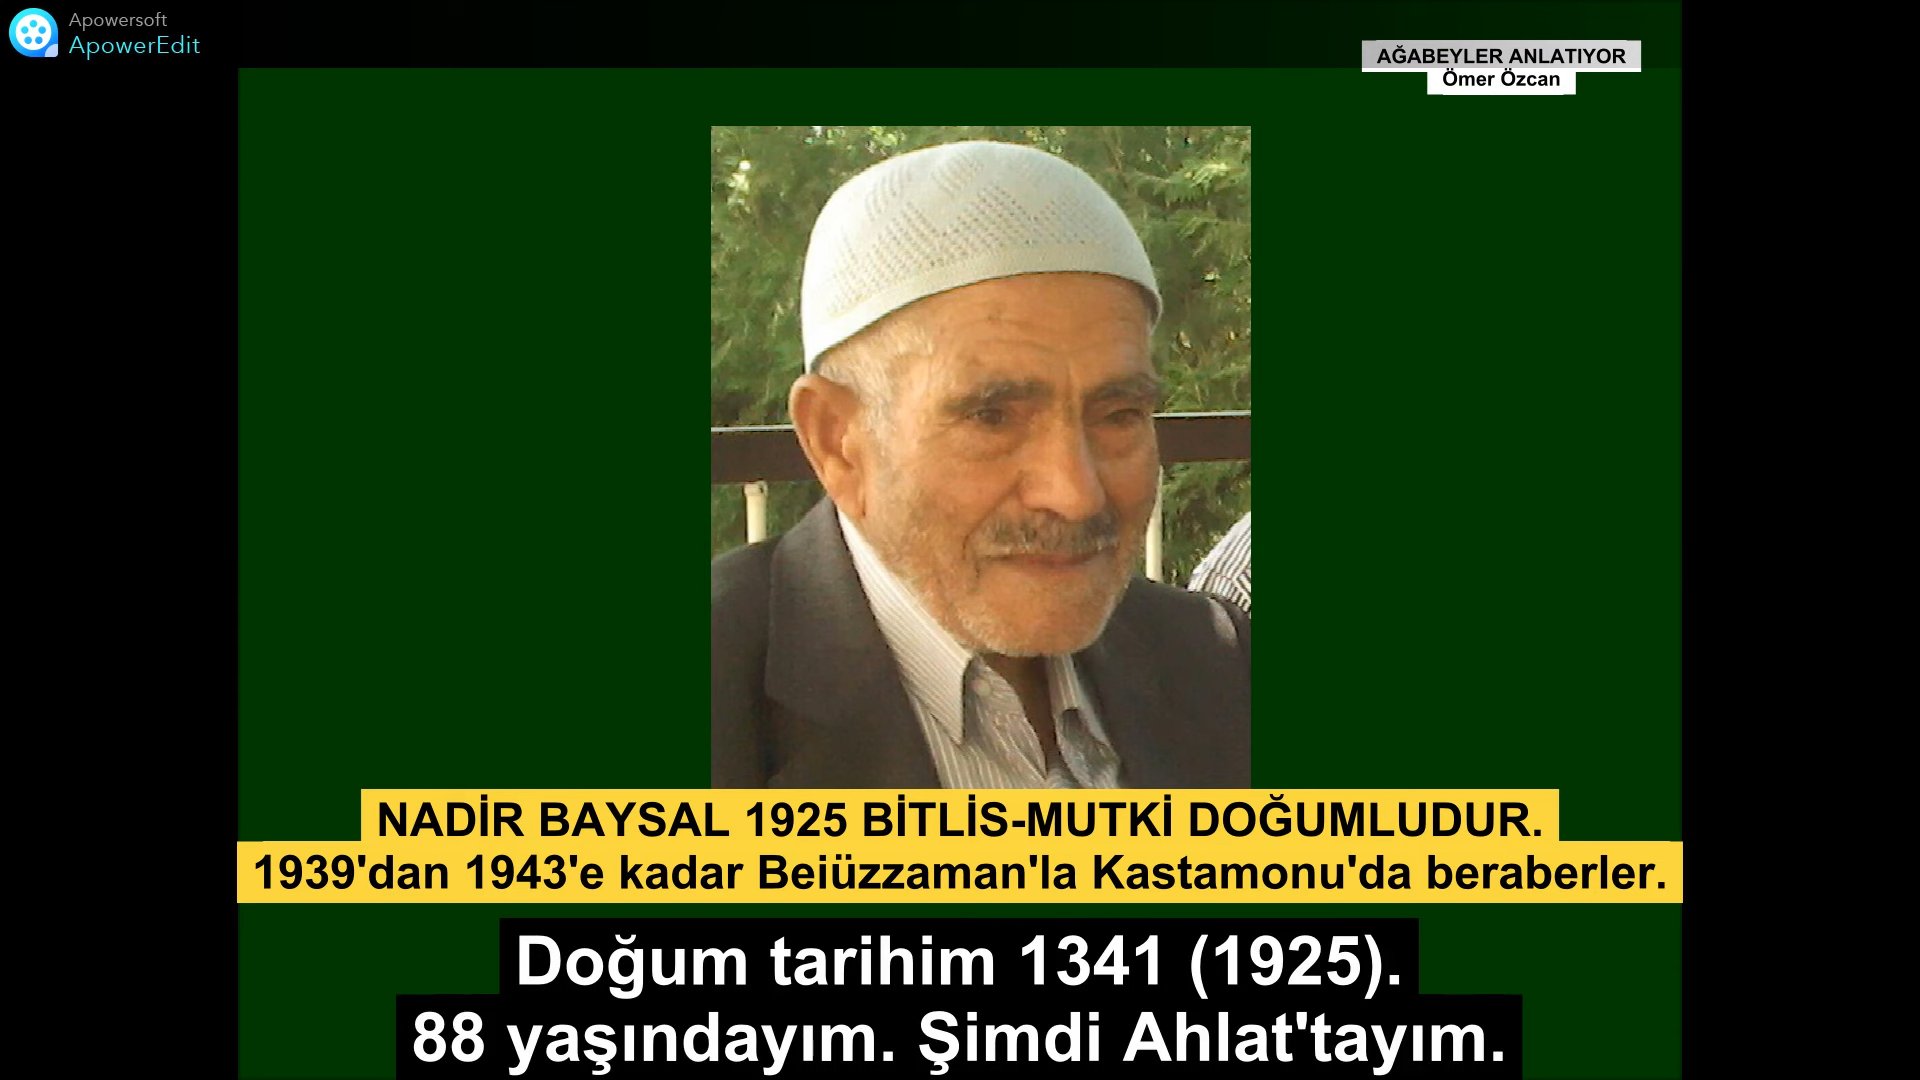 Apowersoft
ApowerEdit
AĞABEYLER ANLATIYOR
Ömer Özcan
NADİR BAYSAL 1925 BİTLİS-MUTKİ DOĞUMLUDUR.
1939'dan 1943'e kadar Beiüzzaman'la Kastamonu'da beraberler.
Doğum tarihim 1341 (1925).
88 yaşındayım. Şimdi Ahlat'tayım.